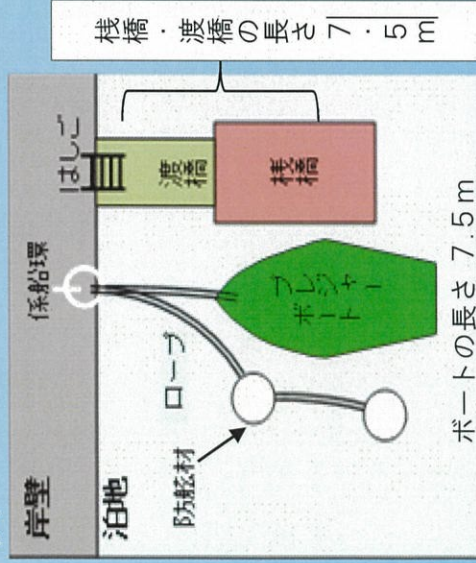 桟橋・渡橋の長さ7.5m
岸壁
係船環
はしご
泊地
ロープ
渡橋
桟橋
防舷材
プレジャー
ボート
ボートの長さ 7.5m